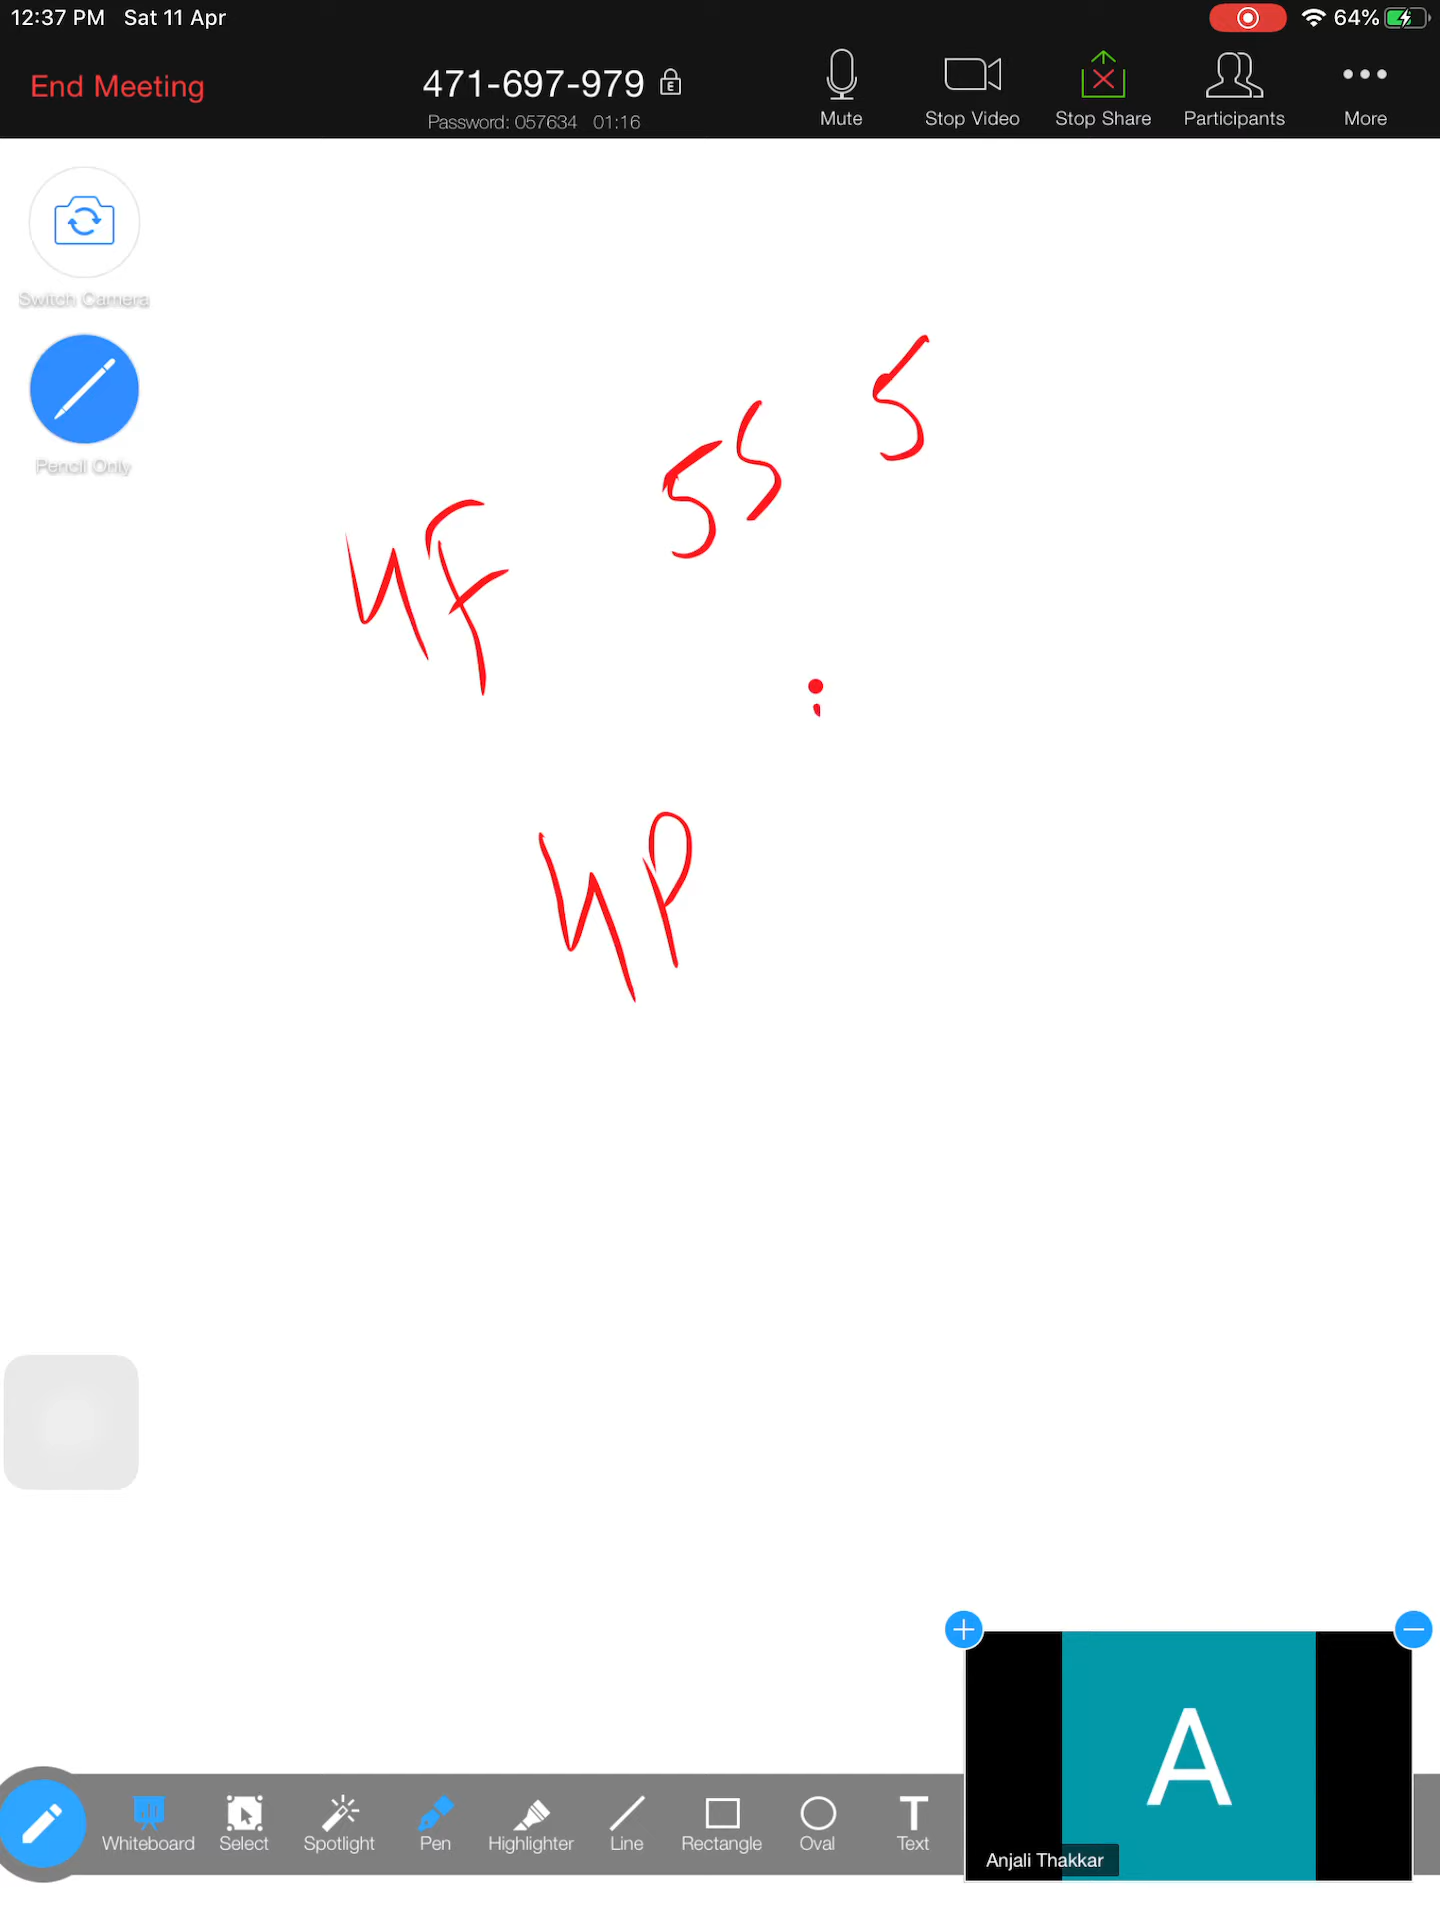 12:37 PM Sat 11 Apr 64%
End Meeting
471-697-979
Password: 057634 01:16
Mute Stop Video Stop Share Participants More
Switch Camera
Pencil Only
5
5 S
4F
4P
Whiteboard Select Spotlight Pen Highlighter Line Rectangle Oval T Text
A
Anjali Thakkar